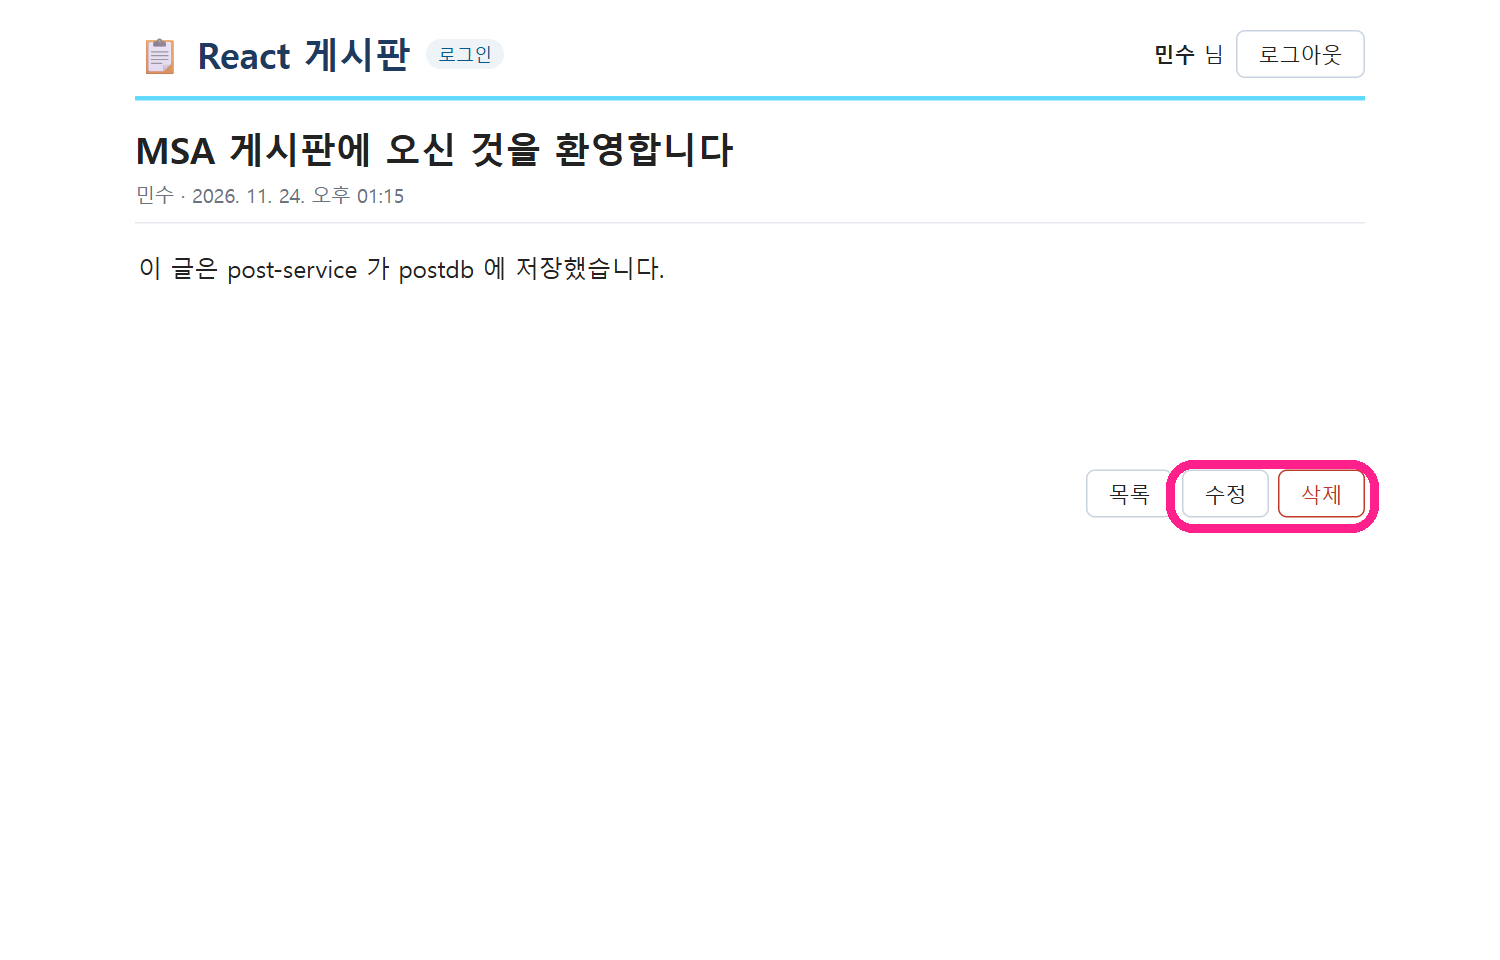 React 게시판 로그인 민수 님 로그아웃
MSA 게시판에 오신 것을 환영합니다
민수 · 2026. 11. 24. 오후 01:15
이 글은 post-service 가 postdb 에 저장했습니다.
목록 수정 삭제